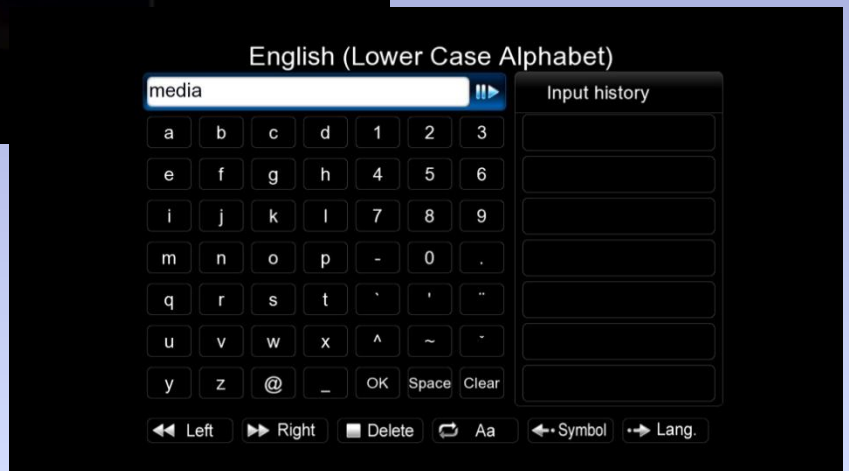 English (Lower Case Alphabet)
media
Input history
a b c d 1 2 3
e f g h 4 5 6
i j k l 7 8 9
m n o p - 0 .
q r s t ` ' ¨
u v w x ^ ~ ˇ
y z @ _ OK Space Clear
Left Right Delete Aa Symbol Lang.